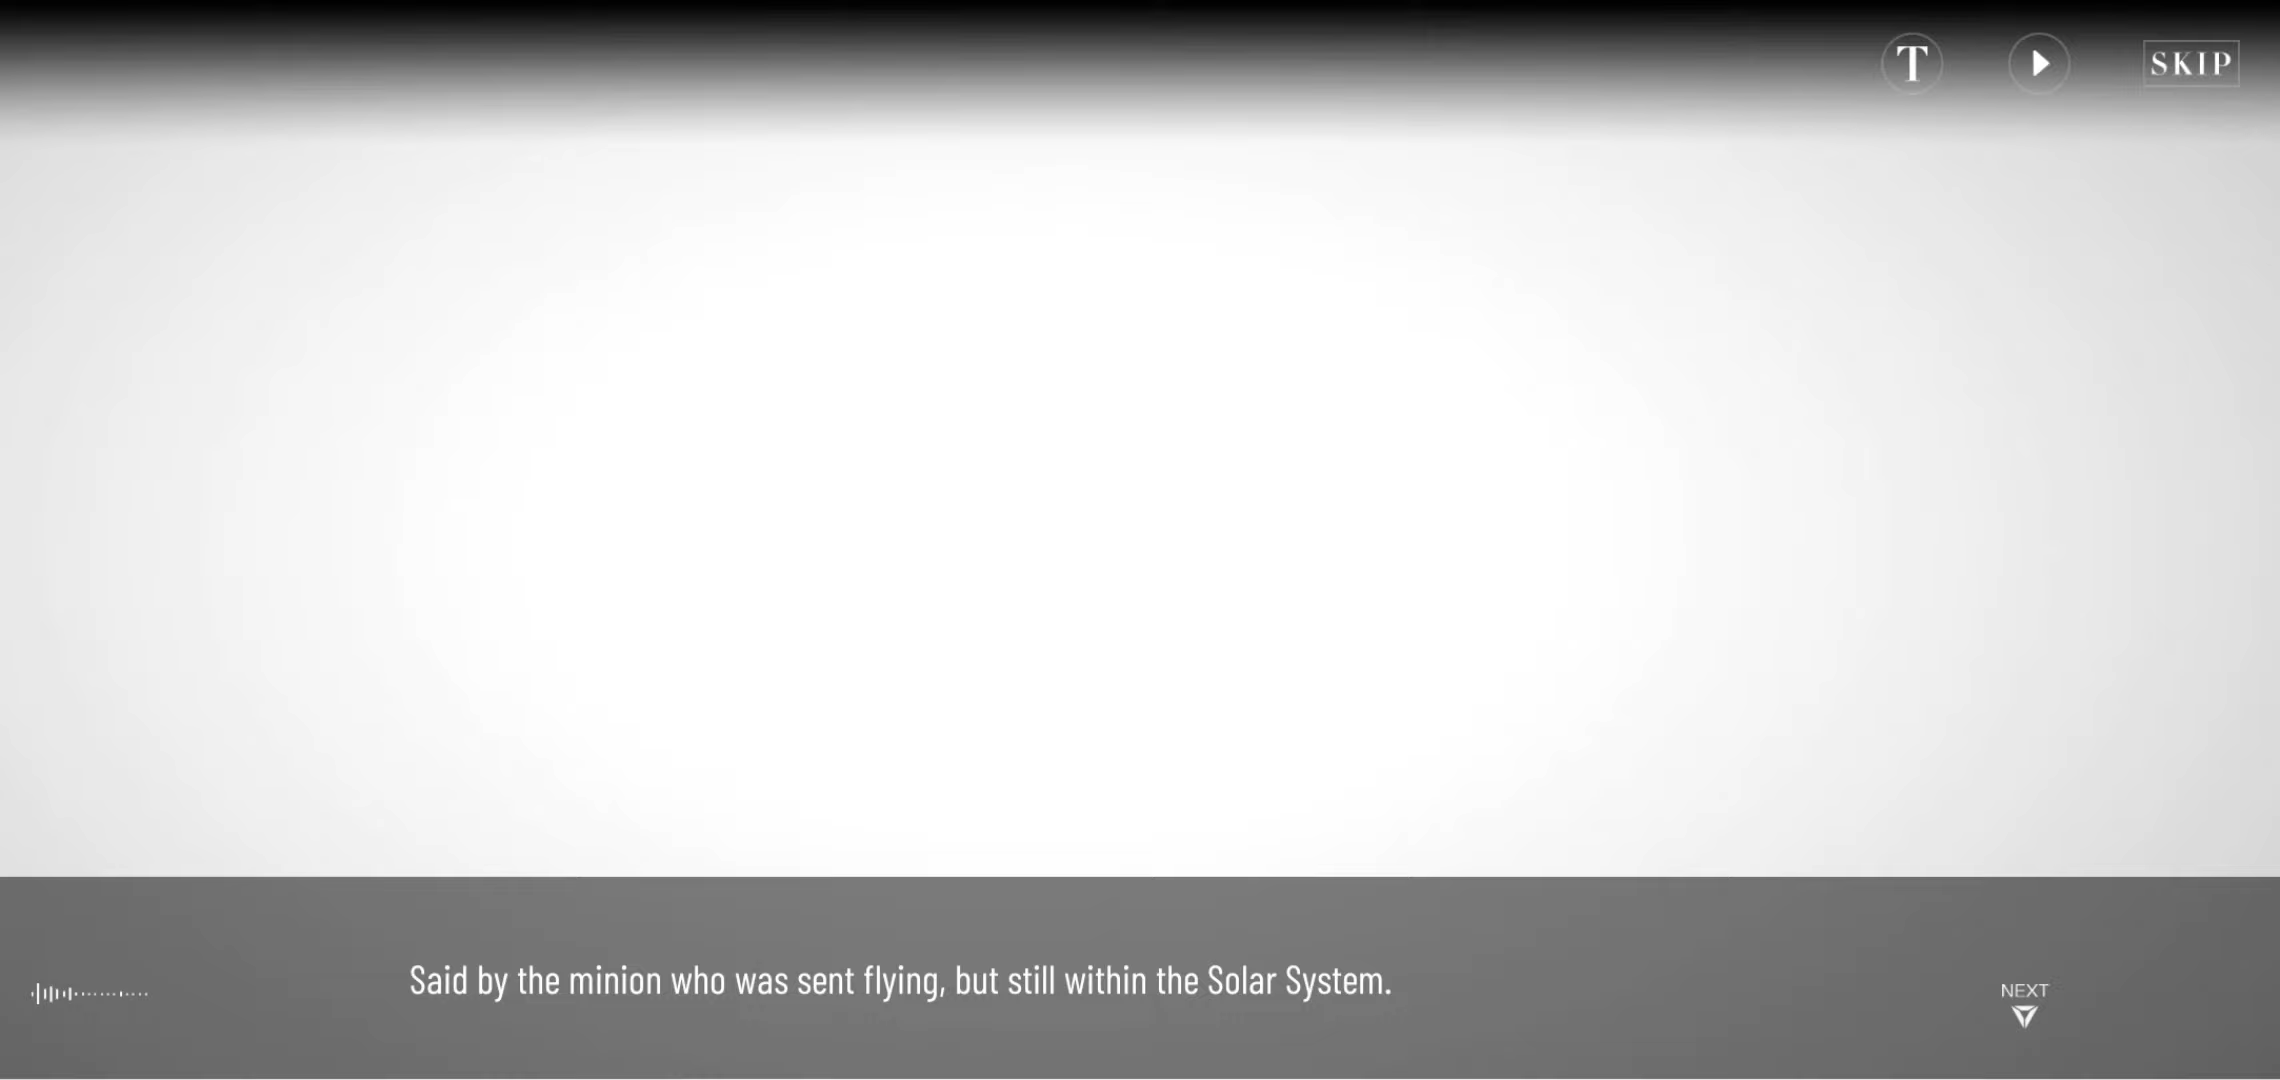 T
SKIP
Said by the minion who was sent flying, but still within the Solar System.
NEXT